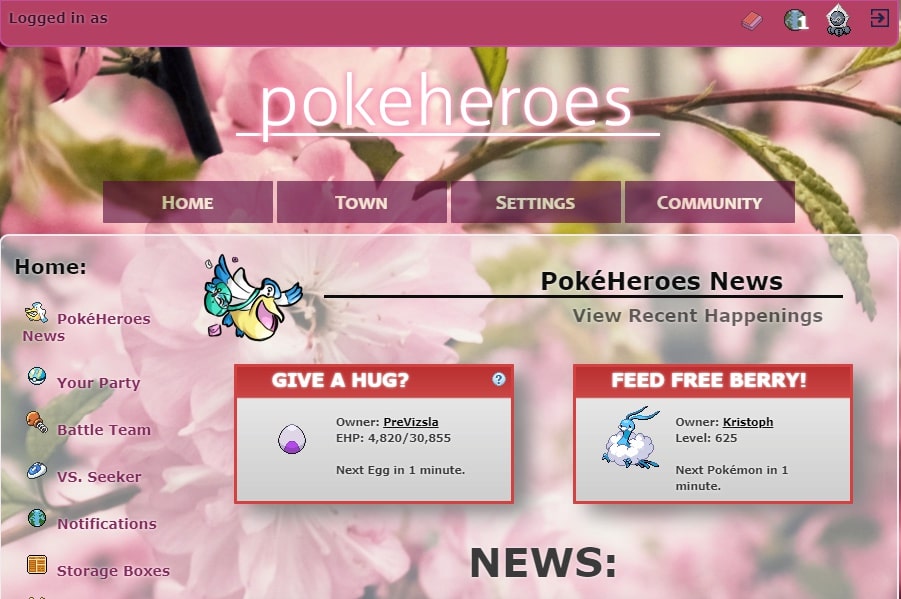 Logged in as
1
pokeheroes
Home Town Settings Community
Home:
PokéHeroes News
View Recent Happenings
PokéHeroes
News
Your Party
Battle Team
VS. Seeker
Notifications
Storage Boxes
GIVE A HUG? ?
Owner: PreVizsla
EHP: 4,820/30,855
Next Egg in 1 minute.
FEED FREE BERRY!
Owner: Kristoph
Level: 625
Next Pokémon in 1
minute.
NEWS: